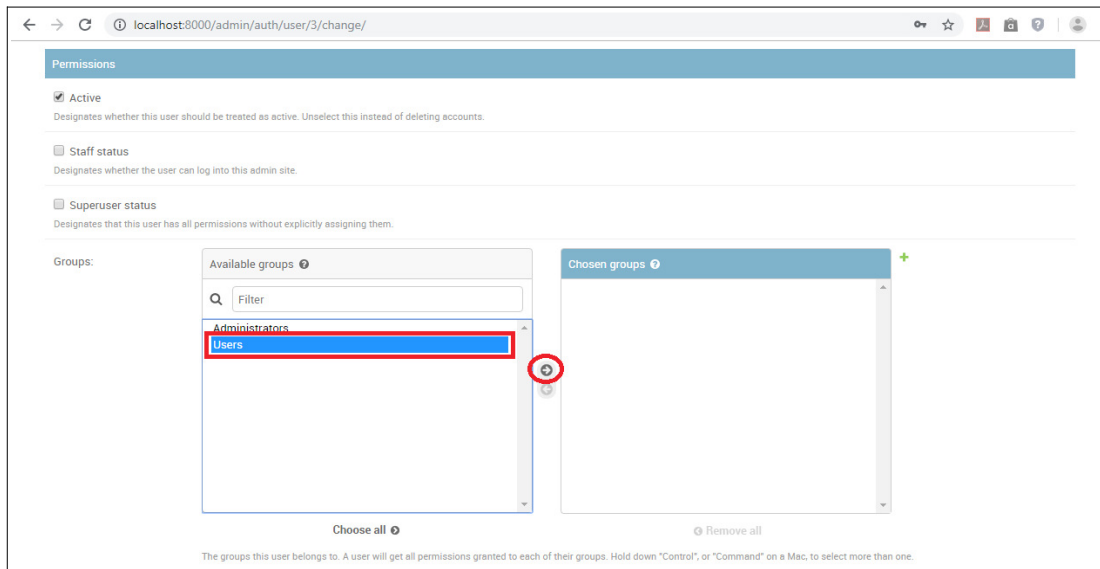 localhost:8000/admin/auth/user/3/change/
Permissions
Active
Designates whether this user should be treated as active. Unselect this instead of deleting accounts.
Staff status
Designates whether the user can log into this admin site.
Superuser status
Designates that this user has all permissions without explicitly assigning them.
Groups:
Available groups
Chosen groups
Filter
Administrators
Users
Choose all
Remove all
The groups this user belongs to. A user will get all permissions granted to each of their groups. Hold down "Control", or "Command" on a Mac, to select more than one.